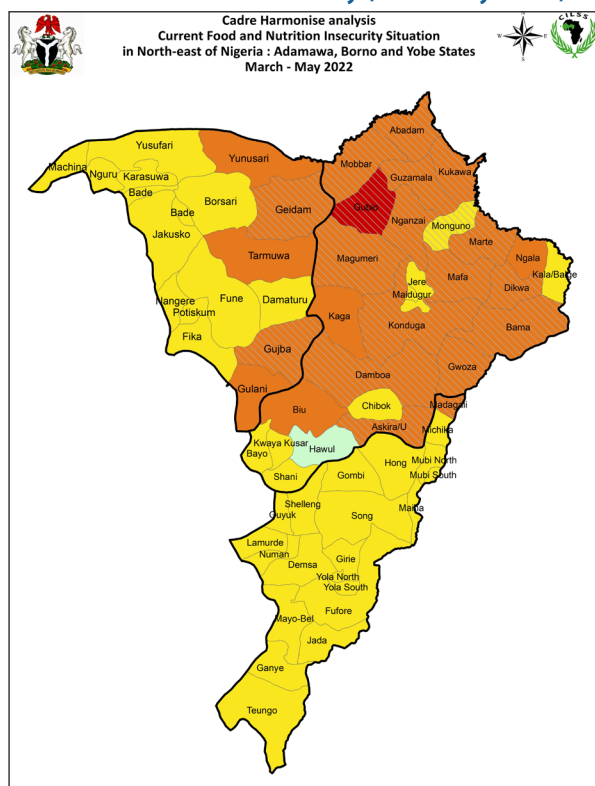 Cadre Harmonise analysis
Current Food and Nutrition Insecurity Situation
in North-east of Nigeria : Adamawa, Borno and Yobe States
March - May 2022
N
W
E
S
CILSS
Abadam
Yusufari
Yunusari
Mobbar
Machina
Nguru
Karasuwa
Guzamala
Kukawa
Bade
Borsari
Geidam
Gubio
Bade
Nganzai
Monguno
Jakusko
Marte
Tarmuwa
Magumeri
Ngala
Jere
Mafa
Kala/Balge
Maidugur
Dikwa
Nangere
Fune
Damaturu
Potiskum
Kaga
Konduga
Bama
Fika
Gujba
Gwoza
Damboa
Gulani
Chibok
Madagali
Biu
Askira/U
Michika
Kwaya Kusar
Hawul
Bayo
Hong
Mubi North
Shani
Gombi
Mubi South
Shelleng
Maiha
Guyuk
Song
Lamurde
Numan
Girie
Demsa
Yola North
Yola South
Fufore
Mayo-Bel
Jada
Ganye
Teungo